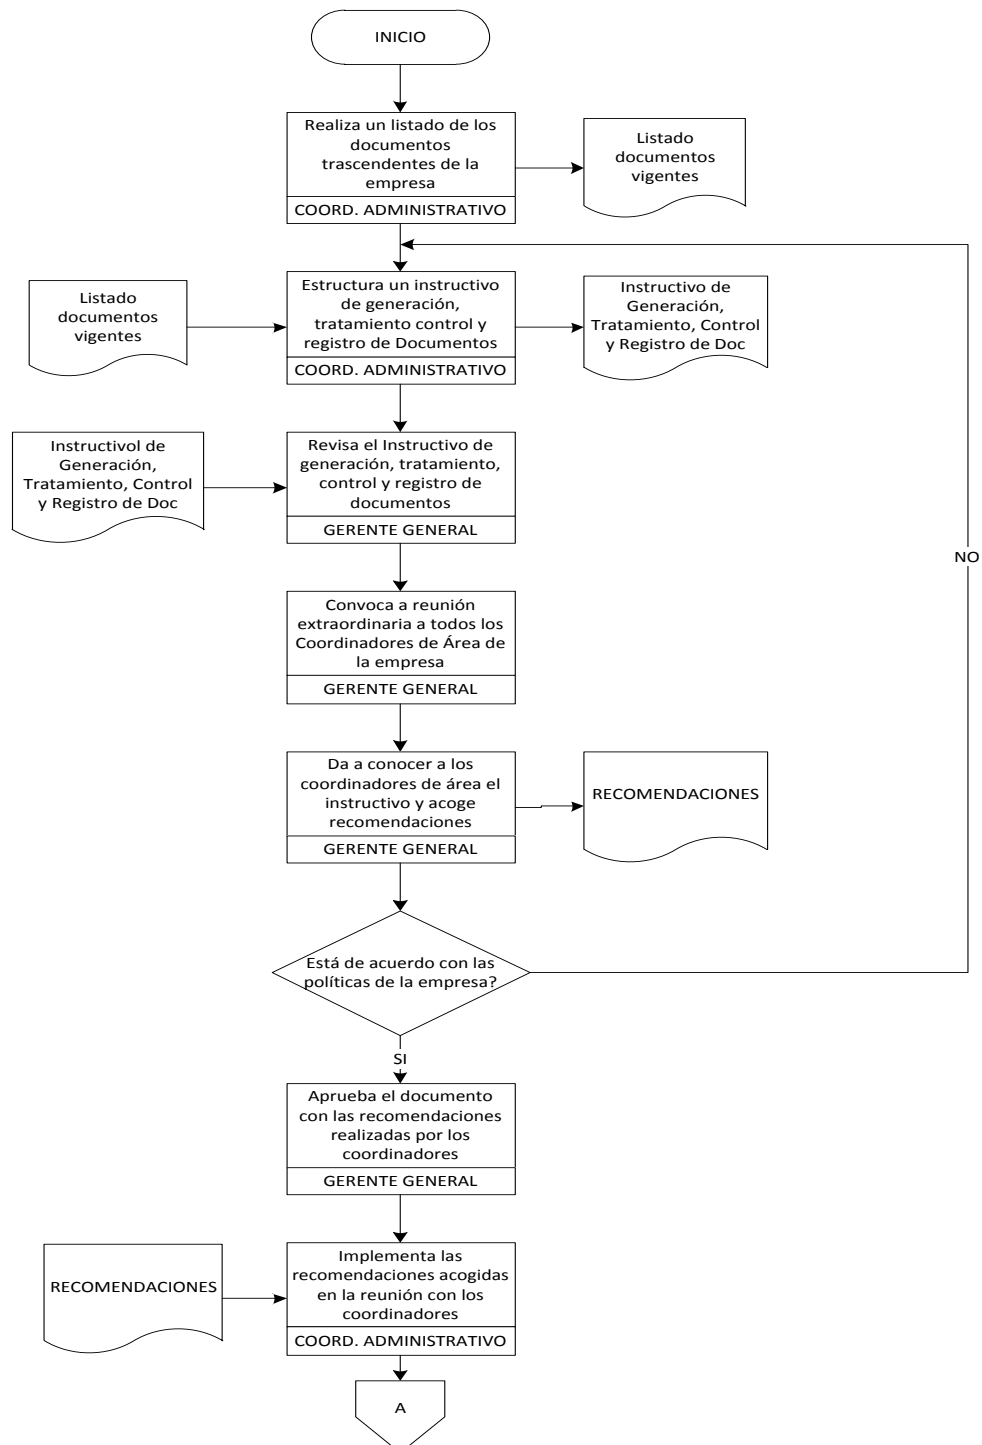 INICIO
Realiza un listado de los
documentos
trascendentes de la
empresa
COORD. ADMINISTRATIVO
Listado
documentos
vigentes
Listado
documentos
vigentes
Estructura un instructivo
de generación,
tratamiento control y
registro de Documentos
COORD. ADMINISTRATIVO
Instructivo de
Generación,
Tratamiento, Control
y Registro de Doc
Instructivol de
Generación,
Tratamiento, Control
y Registro de Doc
Revisa el Instructivo de
generación, tratamiento,
control y registro de
documentos
GERENTE GENERAL
NO
Convoca a reunión
extraordinaria a todos los
Coordinadores de Área de
la empresa
GERENTE GENERAL
Da a conocer a los
coordinadores de área el
instructivo y acoge
recomendaciones
GERENTE GENERAL
RECOMENDACIONES
Está de acuerdo con las
políticas de la empresa?
SI
Aprueba el documento
con las recomendaciones
realizadas por los
coordinadores
GERENTE GENERAL
RECOMENDACIONES
Implementa las
recomendaciones acogidas
en la reunión con los
coordinadores
COORD. ADMINISTRATIVO
A